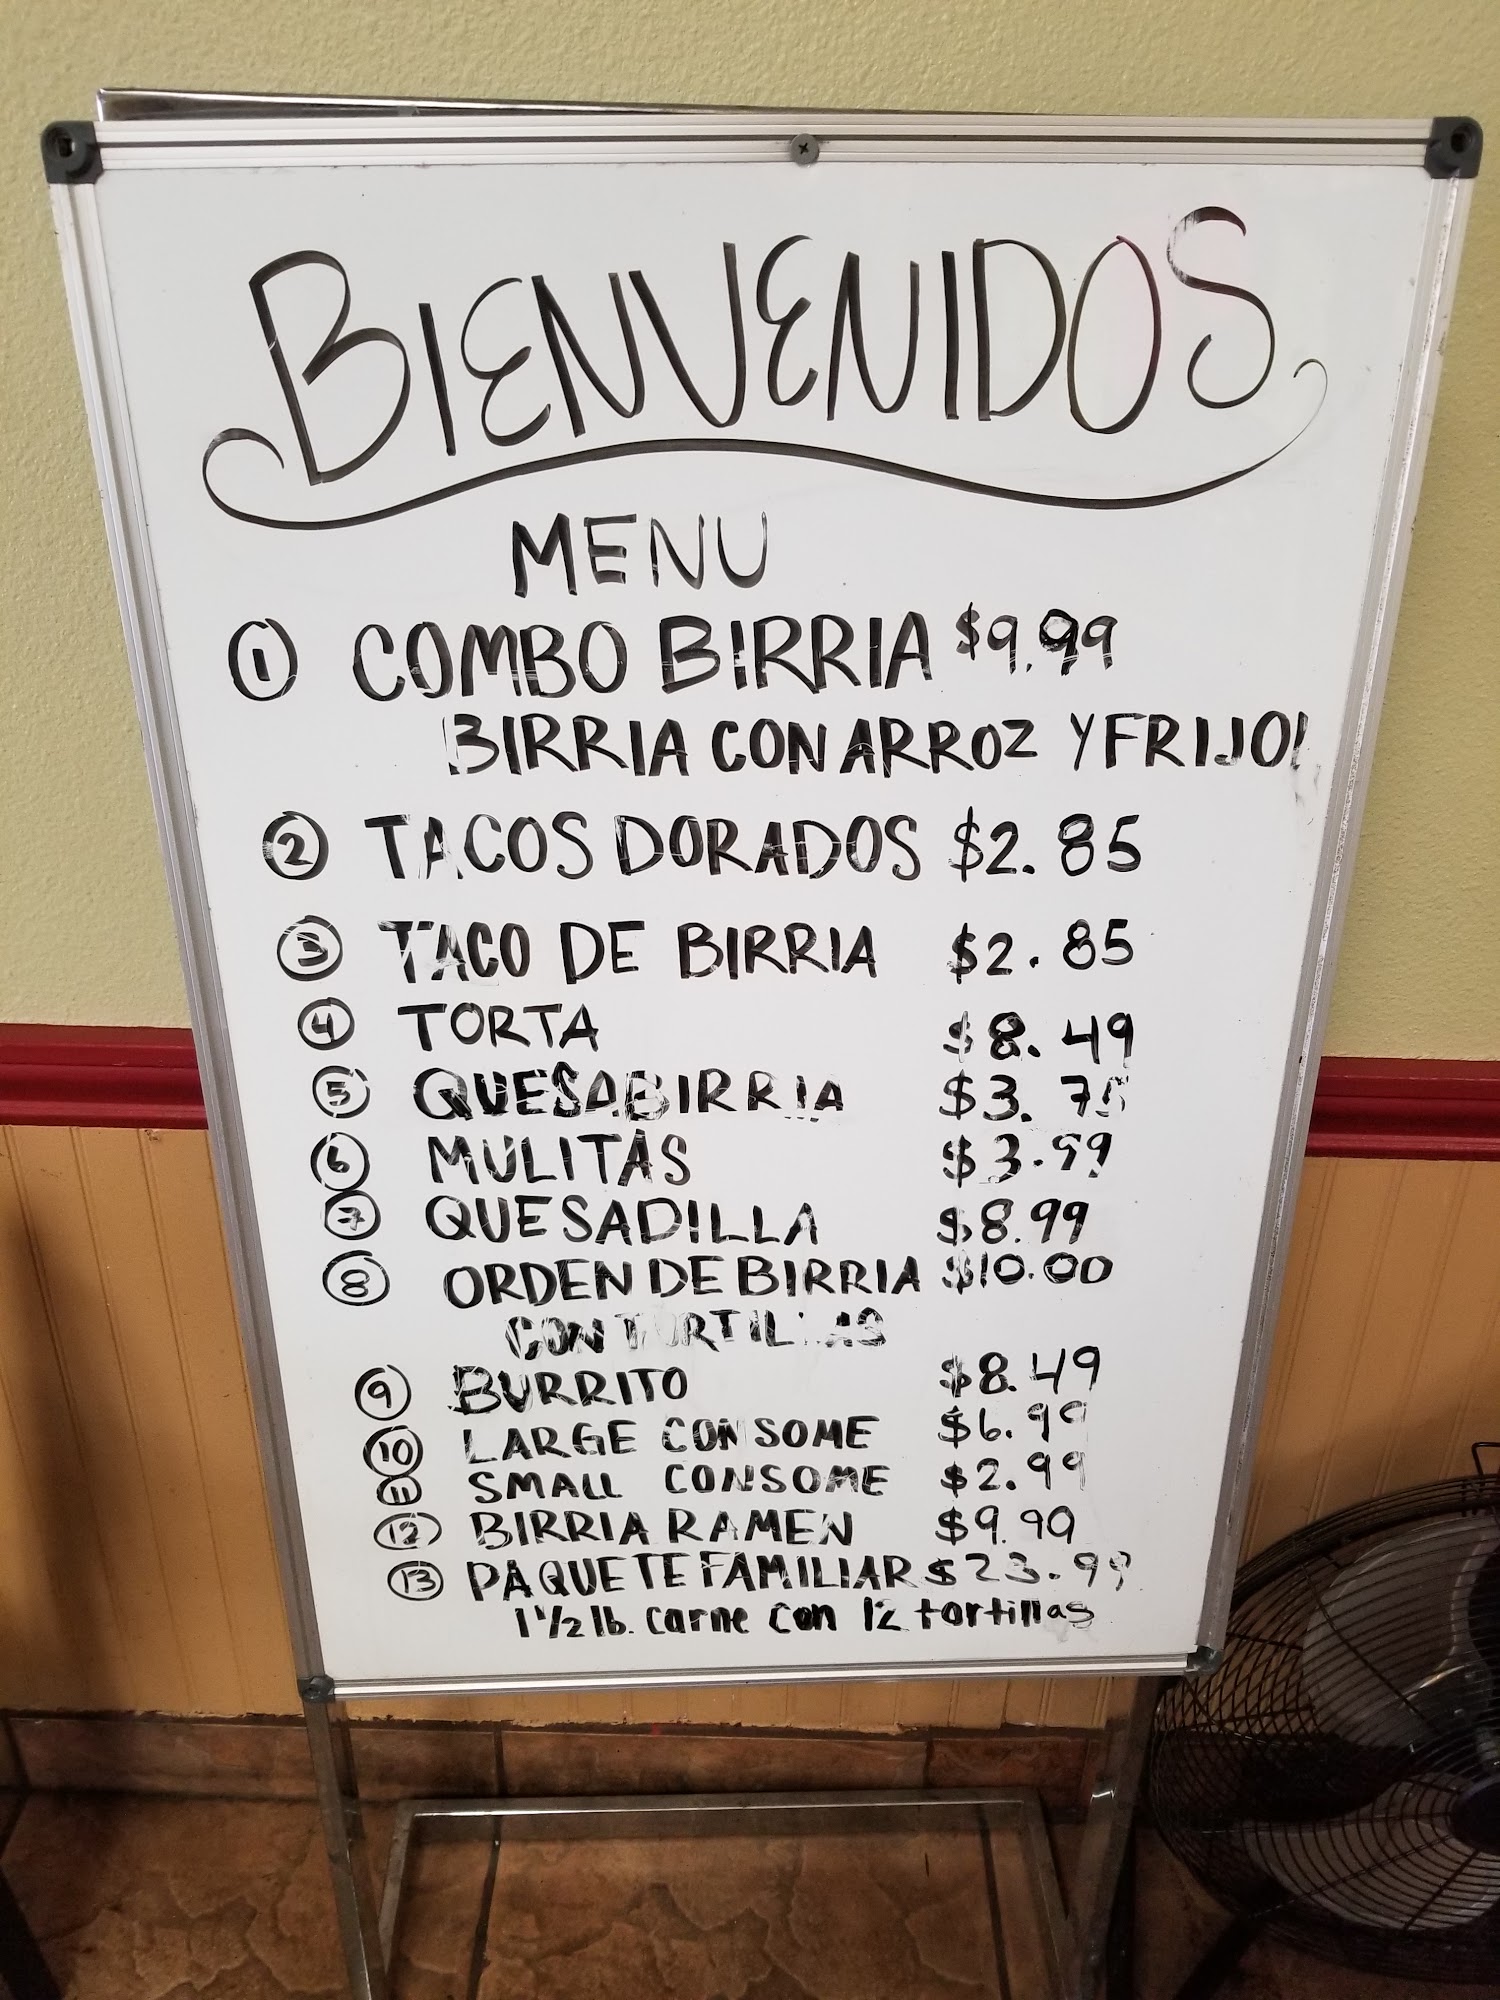 BIENVENIDOS
MENU
1 COMBO BIRRIA $9.99
BIRRIA CON ARROZ Y FRIJOL
2 TACOS DORADOS $2.85
3 TACO DE BIRRIA $2.85
4 TORTA $8.49
5 QUESABIRRIA $3.75
6 MULITAS $3.99
7 QUESADILLA $8.99
8 ORDEN DE BIRRIA $10.00
CON TORTILLAS
9 BURRITO $8.49
10 LARGE CONSOME $6.99
11 SMALL CONSOME $2.99
12 BIRRIA RAMEN $9.99
13 PAQUETE FAMILIAR $23.99
1 1/2 lb. carne con 12 tortillas